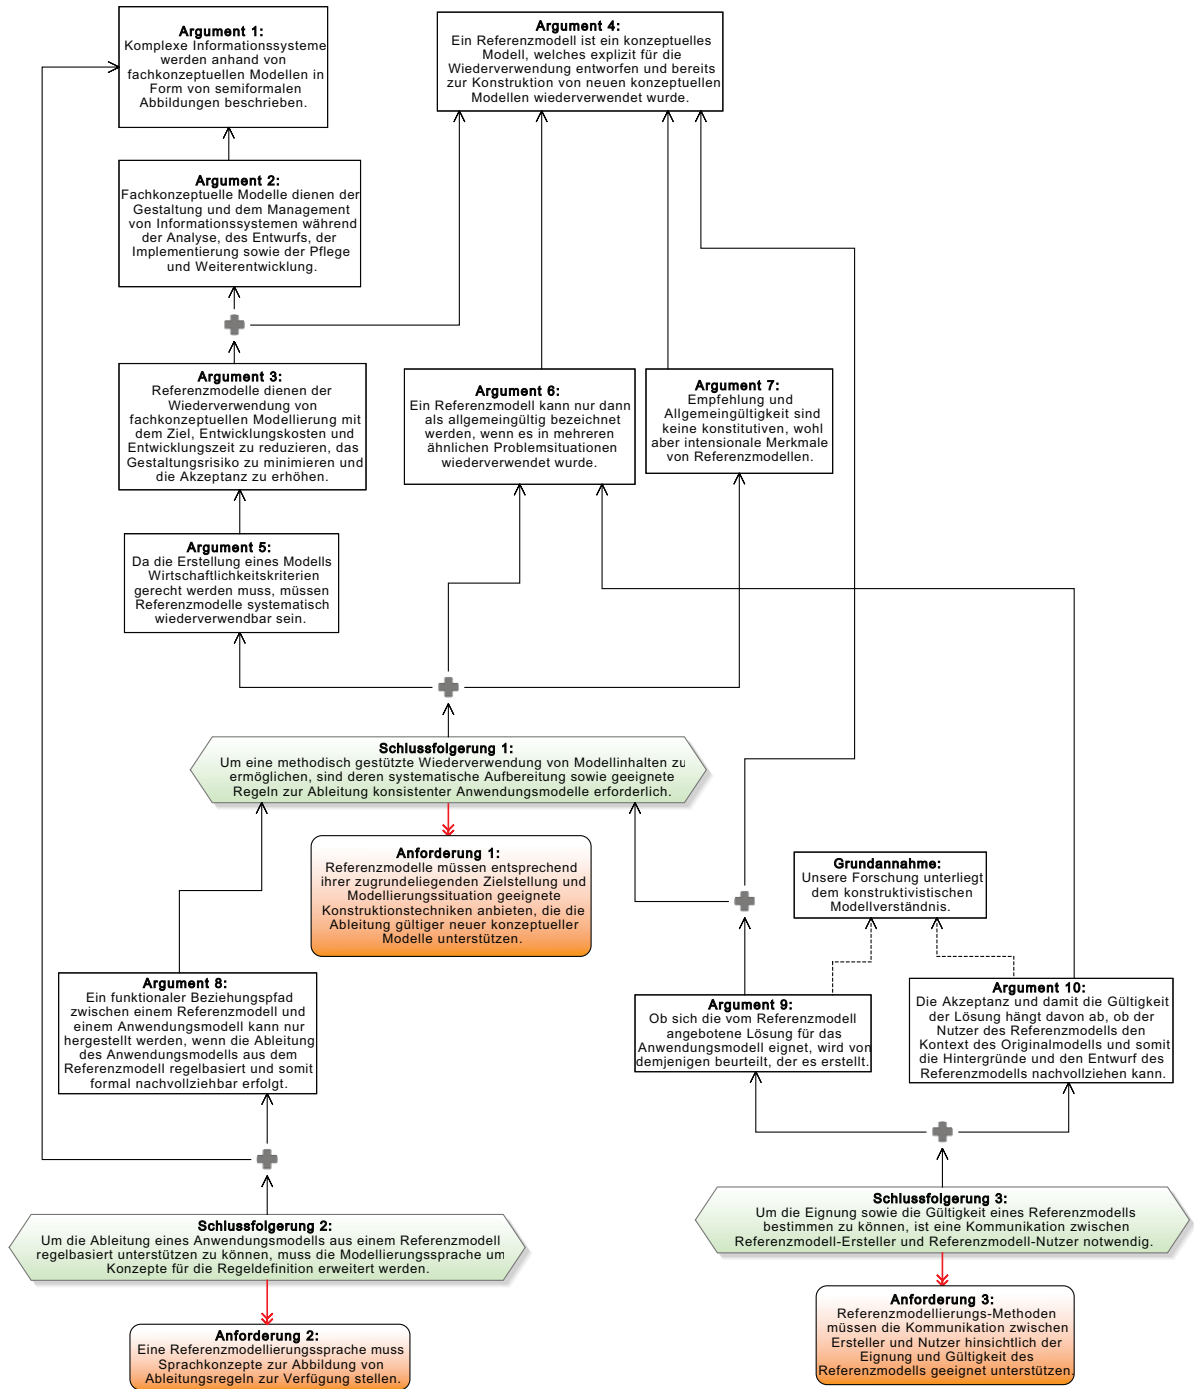 Argument 1:
Komplexe Informationssysteme
werden anhand von
fachkonzeptuellen Modellen in
Form von semiformalen
Abbildungen beschrieben.
Argument 4:
Ein Referenzmodell ist ein konzeptuelles
Modell, welches explizit für die
Wiederverwendung entworfen und bereits
zur Konstruktion von neuen konzeptuellen
Modellen wiederverwendet wurde.
Argument 2:
Fachkonzeptuelle Modelle dienen der
Gestaltung und dem Management
von Informationssystemen während
der Analyse, des Entwurfs, der
Implementierung sowie der Pflege
und Weiterentwicklung.
Argument 3:
Referenzmodelle dienen der
Wiederverwendung von
fachkonzeptuellen Modellierung mit
dem Ziel, Entwicklungskosten und
Entwicklungszeit zu reduzieren, das
Gestaltungsrisiko zu minimieren und
die Akzeptanz zu erhöhen.
Argument 6:
Ein Referenzmodell kann nur dann
als allgemeingültig bezeichnet
werden, wenn es in mehreren
ähnlichen Problemsituationen
wiederverwendet wurde.
Argument 7:
Empfehlung und
Allgemeingültigkeit sind
keine konstitutiven, wohl
aber intensionale Merkmale
von Referenzmodellen.
Argument 5:
Da die Erstellung eines Modells
Wirtschaftlichkeitskriterien
gerecht werden muss, müssen
Referenzmodelle systematisch
wiederverwendbar sein.
Schlussfolgerung 1:
Um eine methodisch gestützte Wiederverwendung von Modellinhalten zu
ermöglichen, sind deren systematische Aufbereitung sowie geeignete
Regeln zur Ableitung konsistenter Anwendungsmodelle erforderlich.
Anforderung 1:
Referenzmodelle müssen entsprechend
ihrer zugrundeliegenden Zielstellung und
Modellierungssituation geeignete
Konstruktionstechniken anbieten, die die
Ableitung gültiger neuer konzeptueller
Modelle unterstützen.
Grundannahme:
Unsere Forschung unterliegt
dem konstruktivistischen
Modellverständnis.
Argument 8:
Ein funktionaler Beziehungspfad
zwischen einem Referenzmodell und
einem Anwendungsmodell kann nur
hergestellt werden, wenn die Ableitung
des Anwendungsmodells aus dem
Referenzmodell regelbasiert und somit
formal nachvollziehbar erfolgt.
Argument 9:
Ob sich die vom Referenzmodell
angebotene Lösung für das
Anwendungsmodell eignet, wird von
demjenigen beurteilt, der es erstellt.
Argument 10:
Die Akzeptanz und damit die Gültigkeit
der Lösung hängt davon ab, ob der
Nutzer des Referenzmodells den
Kontext des Originalmodells und somit
die Hintergründe und den Entwurf des
Referenzmodells nachvollziehen kann.
Schlussfolgerung 2:
Um die Ableitung eines Anwendungsmodels aus einem Referenzmodell
regelbasiert unterstützen zu können, muss die Modellierungssprache um
Konzepte für die Regeldefinition erweitert werden.
Schlussfolgerung 3:
Um die Eignung sowie die Gültigkeit eines Referenzmodells
bestimmen zu können, ist eine Kommunikation zwischen
Referenzmodell-Ersteller und Referenzmodell-Nutzer notwendig.
Anforderung 2:
Eine Referenzmodellierungssprache muss
Sprachkonzepte zur Abbildung von
Ableitungsregeln zur Verfügung stellen.
Anforderung 3:
Referenzmodellierungs-Methoden
müssen die Kommunikation zwischen
Ersteller und Nutzer hinsichtlich der
Eignung und Gültigkeit des
Referenzmodells geeignet unterstützen.